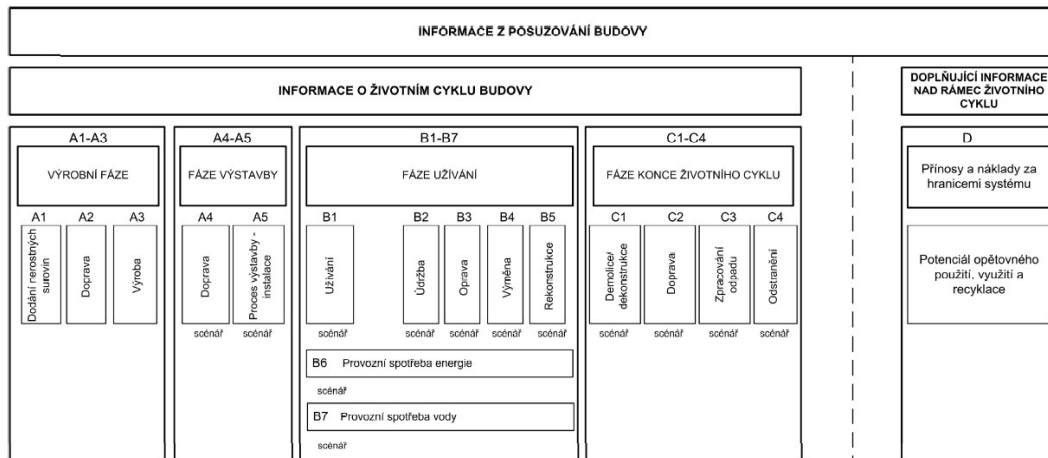 INFORMACE Z POSUZOVÁNÍ BUDOVY
INFORMACE O ŽIVOTNÍM CYKLU BUDOVY
DOPLŇUJÍCÍ INFORMACE
NAD RÁMEC ŽIVOTNÍHO
CYKLU
A1-A3
VÝROBNÍ FÁZE
A1
Dodání nerostných
surovin
A2
Doprava
A3
Výroba
A4-A5
FÁZE VÝSTAVBY
A4
Doprava
scénář
A5
Proces výstavby -
instalace
scénář
B1-B7
FÁZE UŽÍVÁNÍ
B1
Užívání
scénář
B2
Údržba
scénář
B3
Oprava
scénář
B4
Výměna
scénář
B5
Rekonstrukce
scénář
B6 Provozní spotřeba energie
scénář
B7 Provozní spotřeba vody
scénář
C1-C4
FÁZE KONCE ŽIVOTNÍHO CYKLU
C1
Demolice/
dekonstrukce
scénář
C2
Doprava
scénář
C3
Zpracování
odpadu
scénář
C4
Odstranění
scénář
D
Přínosy a náklady za
hranicemi systému
Potenciál opětovného
použití, využití a
recyklace